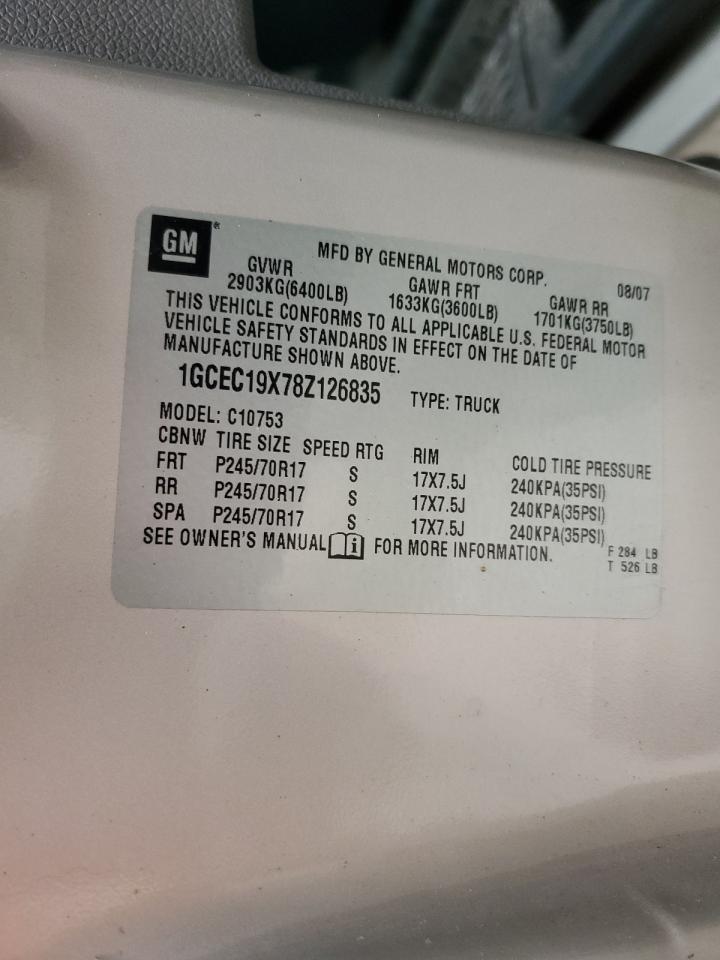 GM
MFD BY GENERAL MOTORS CORP. 08/07
GVWR GAWR FRT GAWR RR
2903KG(6400LB) 1633KG(3600LB) 1701KG(3750LB)
THIS VEHICLE CONFORMS TO ALL APPLICABLE U.S. FEDERAL MOTOR
VEHICLE SAFETY STANDARDS IN EFFECT ON THE DATE OF
MANUFACTURE SHOWN ABOVE.
1GCEC19X78Z126835 TYPE: TRUCK
MODEL: C10753
CBNW TIRE SIZE SPEED RTG RIM COLD TIRE PRESSURE
FRT P245/70R17 S 17X7.5J 240KPA(35PSI)
RR P245/70R17 S 17X7.5J 240KPA(35PSI)
SPA P245/70R17 S 17X7.5J 240KPA(35PSI)
SEE OWNER'S MANUAL FOR MORE INFORMATION.
F 284 LB
T 526 LB